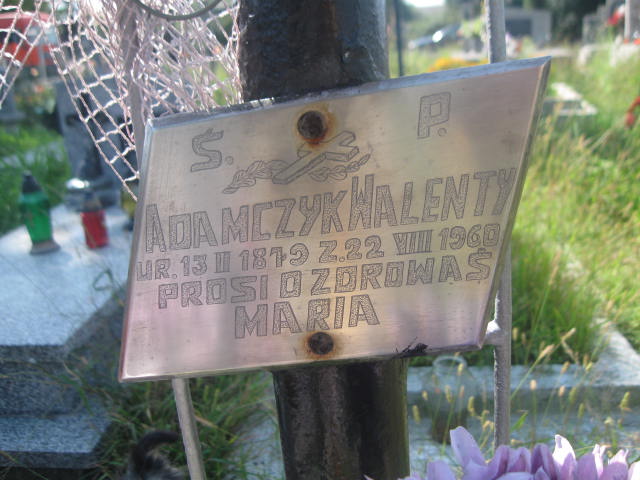 Ś. P.
ADAMCZYK WALENTY
UR. 13 II 1879 Z. 22 VIII 1960
PROSI O ZDROWAŚ
MARIA